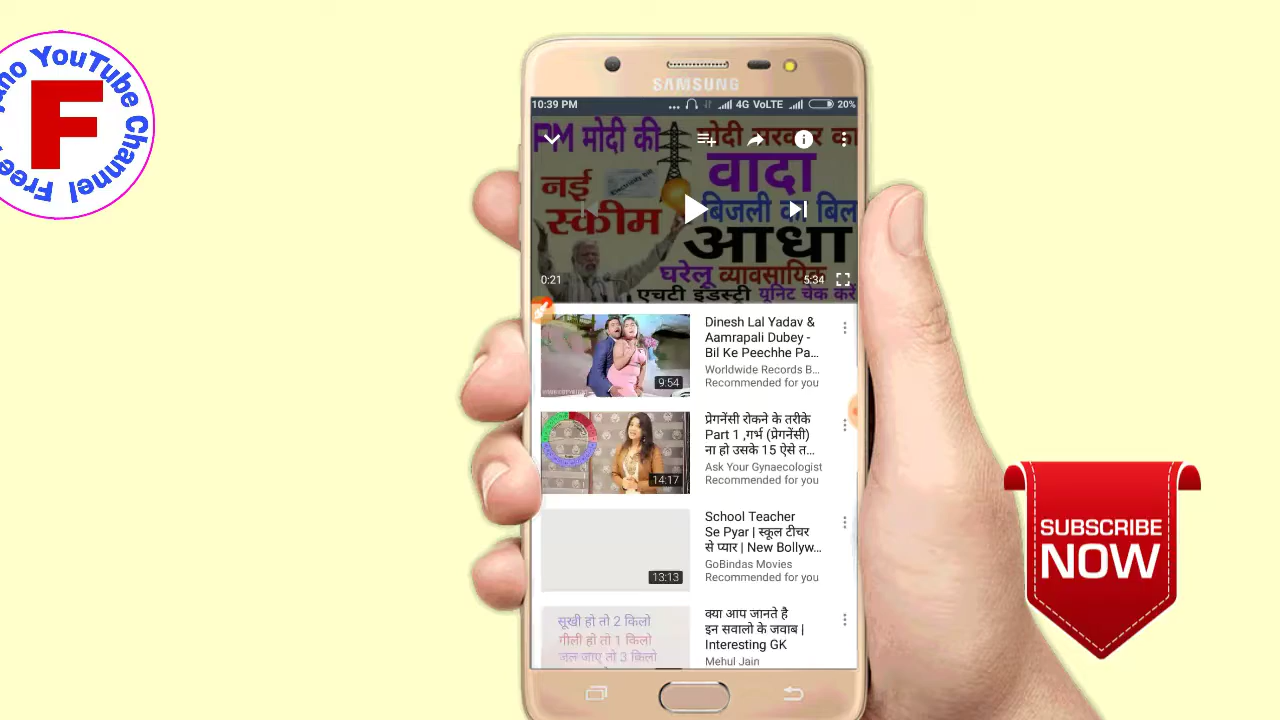 YouTube Channel Free
F
SAMSUNG
10:39 PM
... 4G VoLTE 20%
PM मोदी की
मोदी सरकार का
वादा
नई
स्कीम
बिजली का बिल
आधा
घरेलू व्यावसायिक
एचटी इंडस्ट्री यूनिट चेक करें
0:21
5:34
Dinesh Lal Yadav &
Aamrapali Dubey -
Bil Ke Peechhe Pa...
Worldwide Records B...
Recommended for you
9:54
प्रेगनेंसी रोकने के तरीके
Part 1 ,गर्भ (प्रेगनेंसी)
ना हो उसके 15 ऐसे त...
Ask Your Gynaecologist
Recommended for you
14:17
School Teacher
Se Pyar | स्कूल टीचर
से प्यार | New Bollyw...
GoBindas Movies
Recommended for you
13:13
सूखी हो तो 2 किलो
गीली हो तो 1 किलो
जल जाए तो 3 किलो
क्या आप जानते है
इन सवालो के जवाब |
Interesting GK
Mehul Jain
SUBSCRIBE
NOW